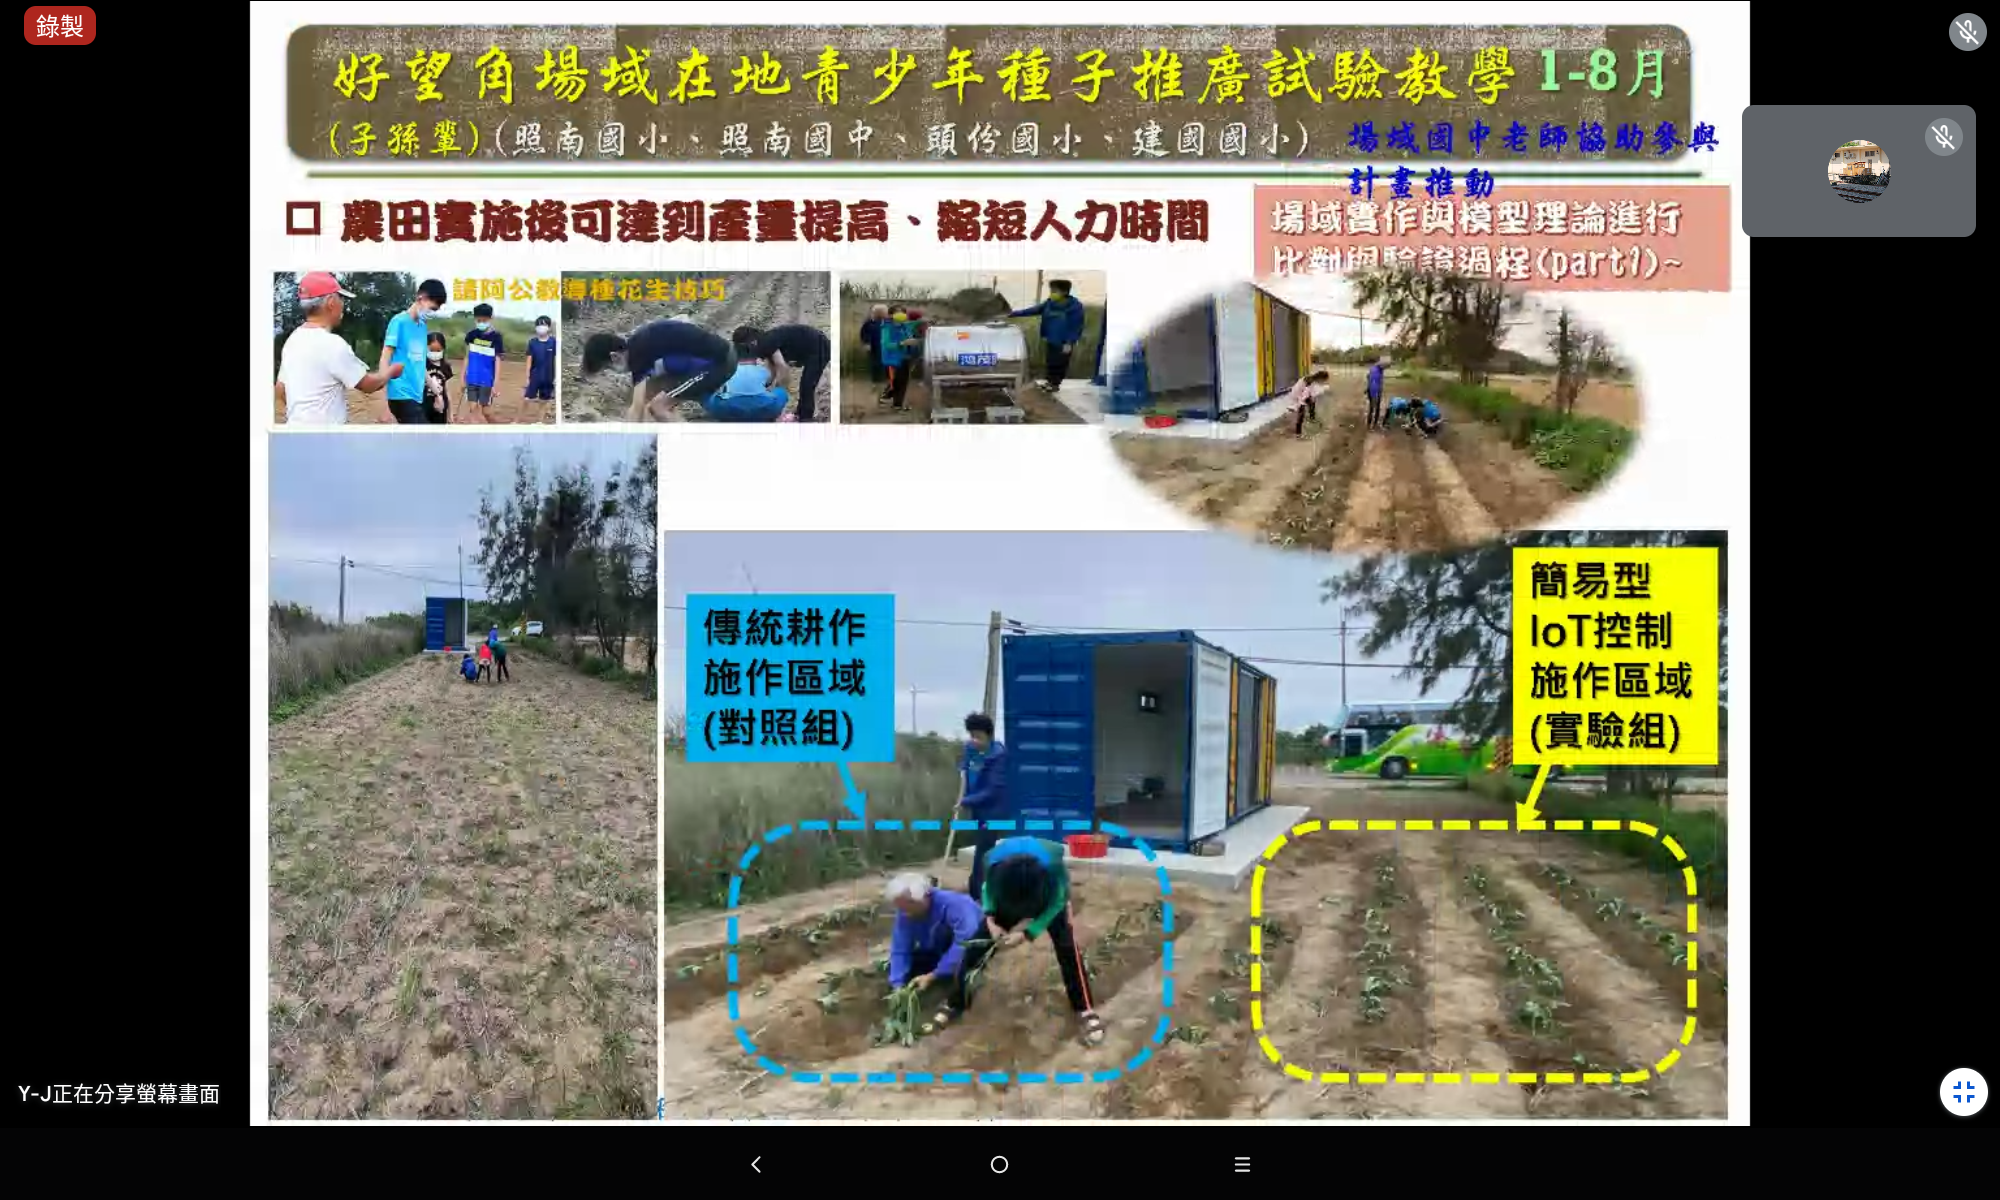 錄製
好望角場域在地青少年種子推廣試驗教學 1-8月
(子孫輩)(照南國小、照南國中、頭份國小、建國國小)
場域國中老師協助參與
計畫推動
農田實施後可達到產量提高、縮短人力時間
場域實作與模型理論進行
比對與驗證過程(part1)~
請阿公教導種花生技巧
傳統耕作
施作區域
(對照組)
簡易型
IoT控制
施作區域
(實驗組)
Y-J正在分享螢幕畫面